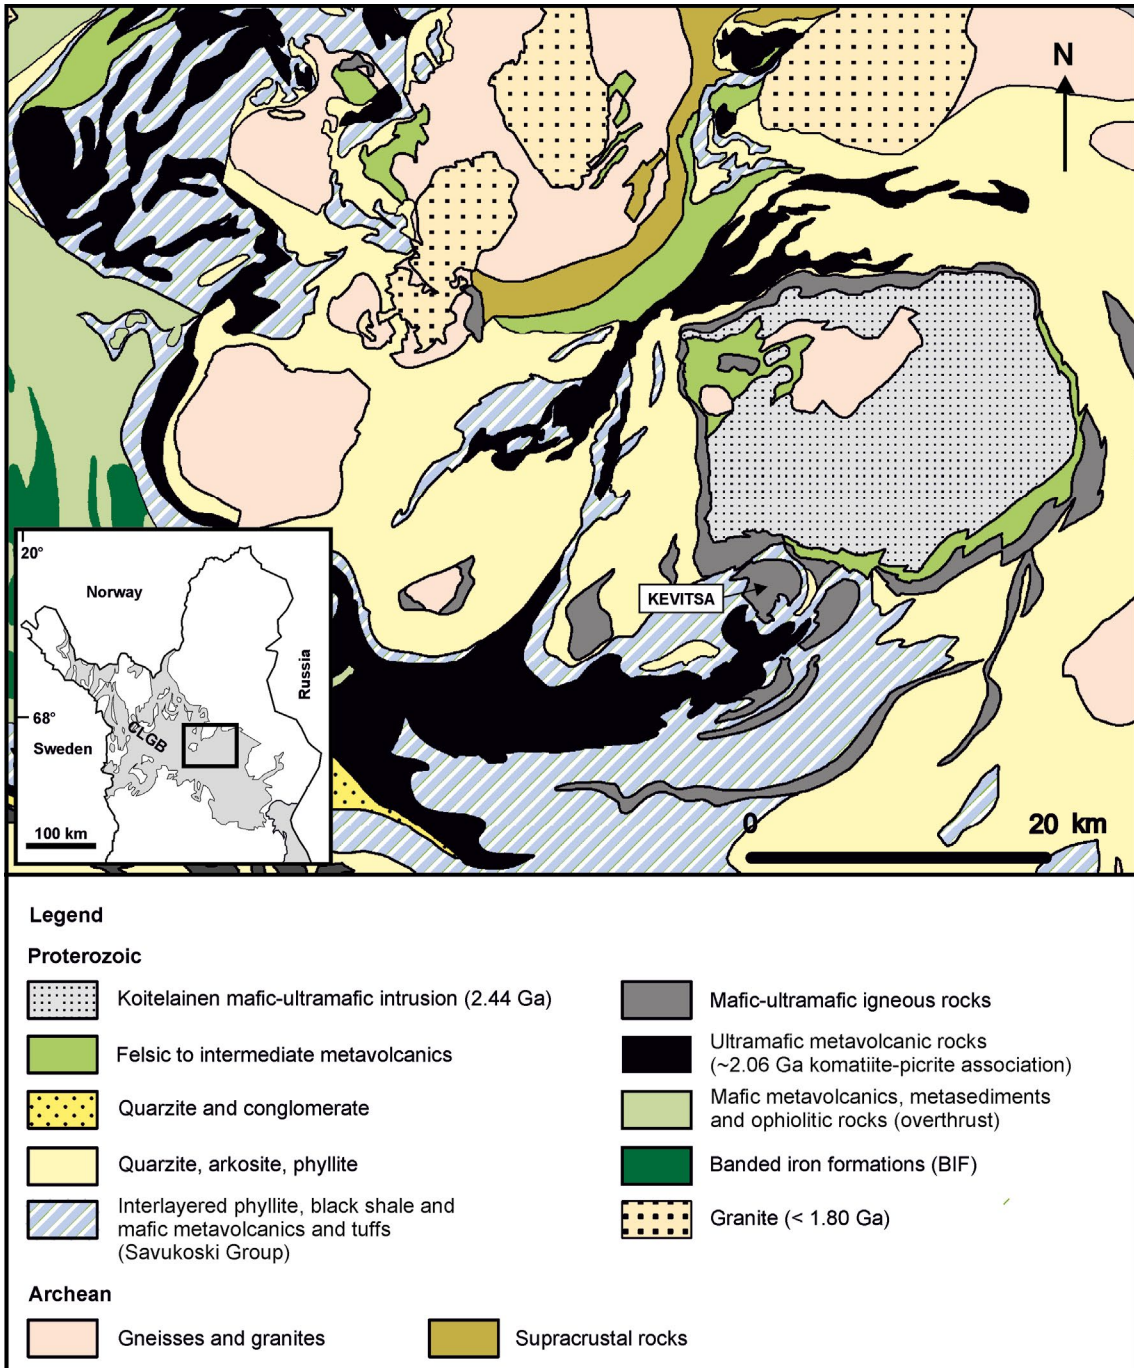 N
KEVITSA
20°
Norway
Russia
68°
CLGB
Sweden
100 km
0 20 km
Legend
Proterozoic
Koitelainen mafic-ultramafic intrusion (2.44 Ga)
Felsic to intermediate metavolcanics
Quarzite and conglomerate
Quarzite, arkosite, phyllite
Interlayered phyllite, black shale and
mafic metavolcanics and tuffs
(Savukoski Group)
Mafic-ultramafic igneous rocks
Ultramafic metavolcanic rocks
(~2.06 Ga komatiite-picrite association)
Mafic metavolcanics, metasediments
and ophiolitic rocks (overthrust)
Banded iron formations (BIF)
Granite (< 1.80 Ga)
Archean
Gneisses and granites
Supracrustal rocks